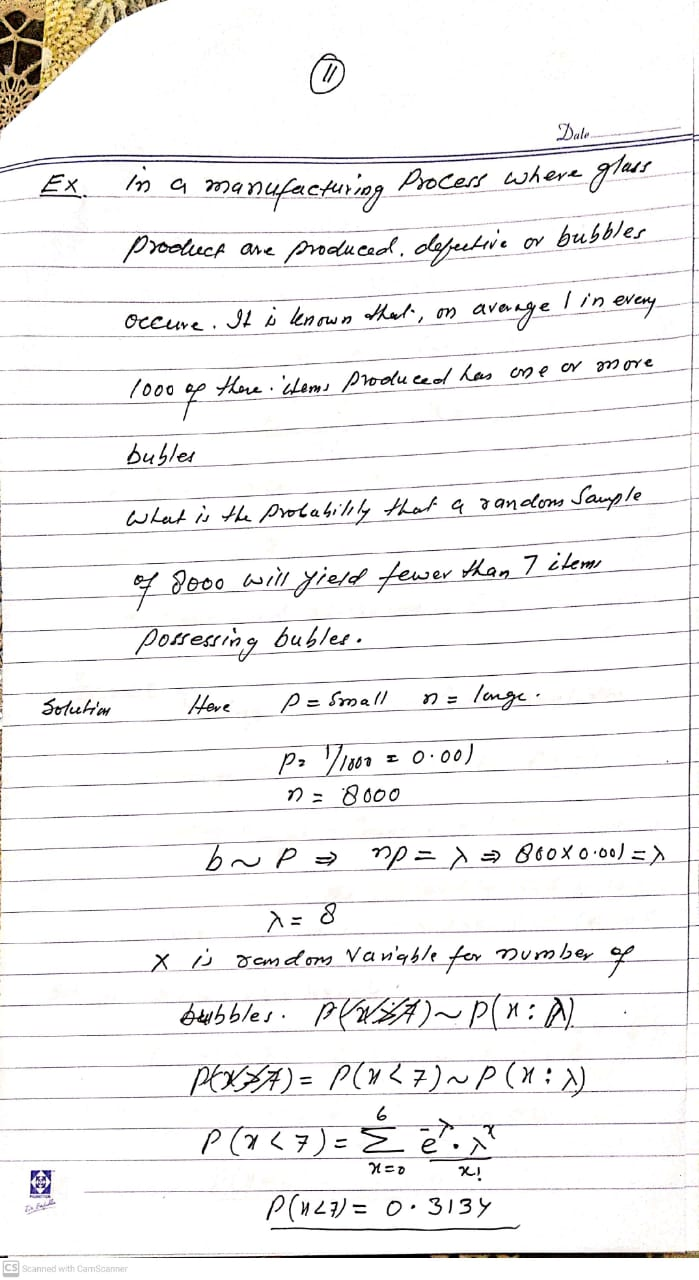 11
Date
Ex. in a manufacturing Process where glass
product are produced. defective or bubbles
occure. It is known that, on average 1 in every
1000 of there items produced has one or more
bubles
What is the probability that a random Sample
of 8000 will yield fewer than 7 items
possessing bubles.
Solution Here p = Small n = large.
p = 1/1000 = 0.001
n = 8000
b ~ P ⇒ np = λ ⇒ 800 x 0.001 = λ
λ = 8
X is random Variable for number of
bubbles. ~ P(x : λ).
= P(x < 7) ~ P(x : λ)
P(x < 7) = 6 Σ x=0 e^-λ . λ^x / x!
P(x<7) = 0.3134
CS Scanned with CamScanner